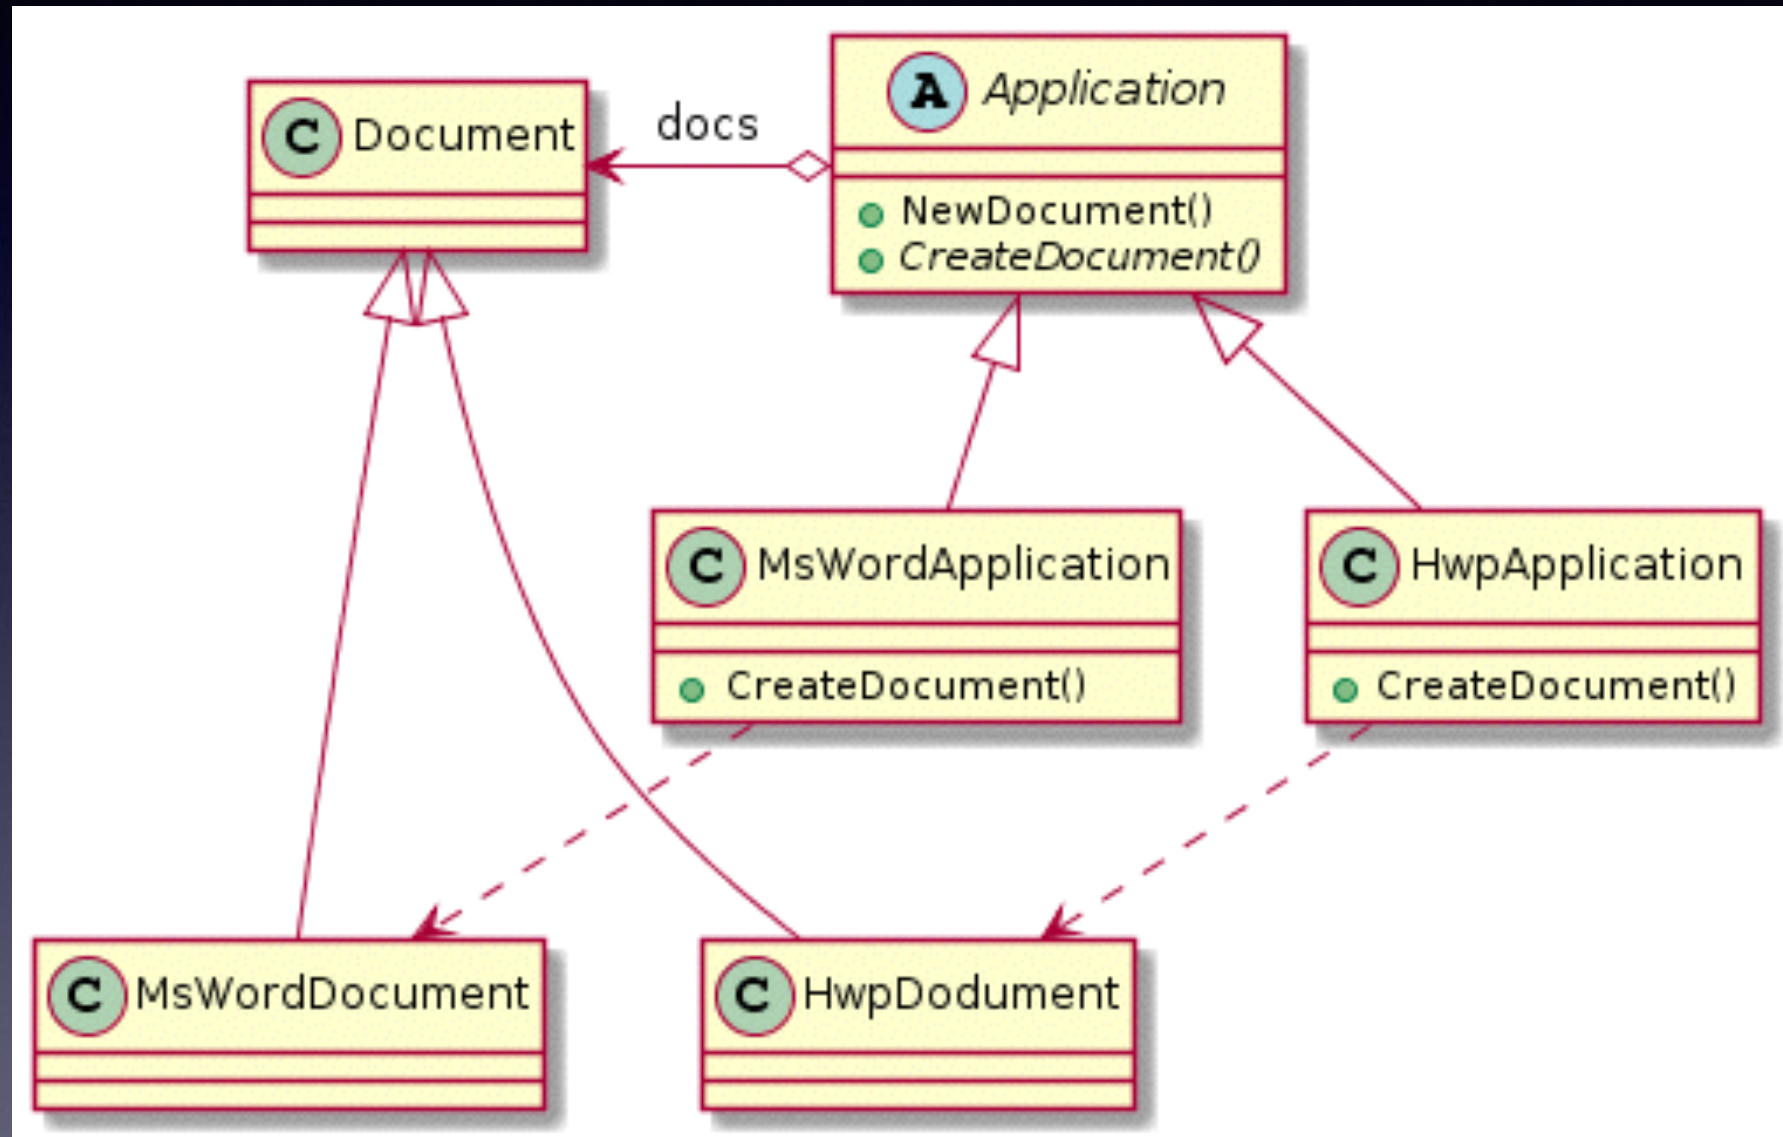 C Document
docs
A Application
NewDocument()
CreateDocument()
C MsWordApplication
CreateDocument()
C HwpApplication
CreateDocument()
C MsWordDocument
C HwpDodument